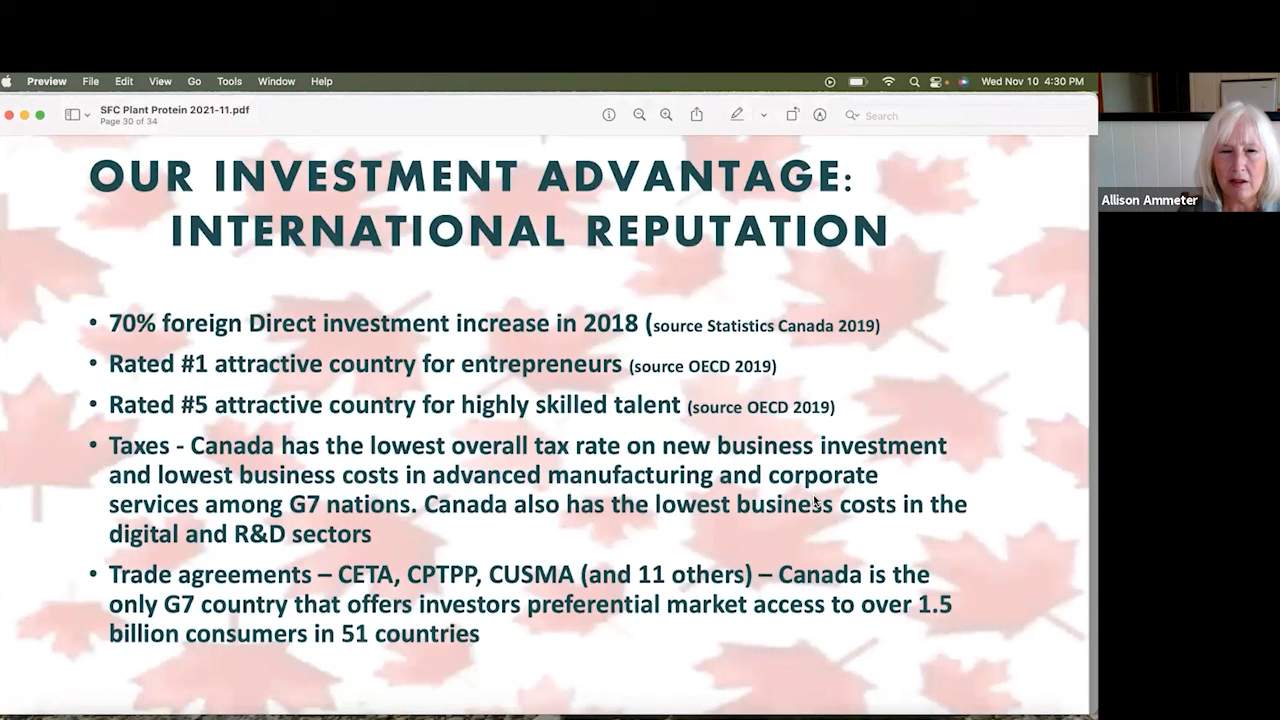 Preview File Edit View Go Tools Window Help Wed Nov 10 4:30 PM
SFC Plant Protein 2021-11.pdf
Page 30 of 34
Search
OUR INVESTMENT ADVANTAGE:
INTERNATIONAL REPUTATION
• 70% foreign Direct investment increase in 2018 (source Statistics Canada 2019)
• Rated #1 attractive country for entrepreneurs (source OECD 2019)
• Rated #5 attractive country for highly skilled talent (source OECD 2019)
• Taxes - Canada has the lowest overall tax rate on new business investment
and lowest business costs in advanced manufacturing and corporate
services among G7 nations. Canada also has the lowest business costs in the
digital and R&D sectors
• Trade agreements – CETA, CPTPP, CUSMA (and 11 others) – Canada is the
only G7 country that offers investors preferential market access to over 1.5
billion consumers in 51 countries
Allison Ammeter